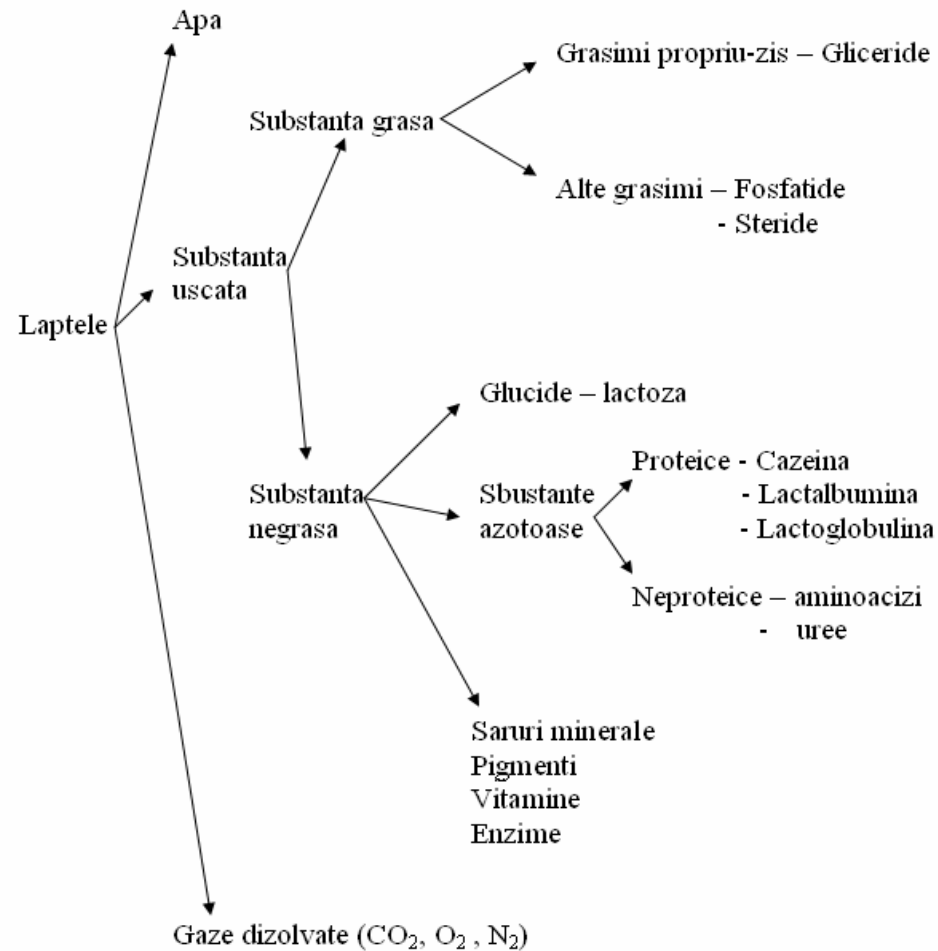 Apa
Grasimi propriu-zis – Gliceride
Substanta grasa
Alte grasimi – Fosfatide
- Steride
Substanta
uscata
Laptele
Glucide – lactoza
Substanta
negrasa
Sbustante
azotoase
Proteice - Cazeina
- Lactalbumina
- Lactoglobulina
Neproteice – aminoacizi
- uree
Saruri minerale
Pigmenti
Vitamine
Enzime
Gaze dizolvate (CO₂, O₂ , N₂)